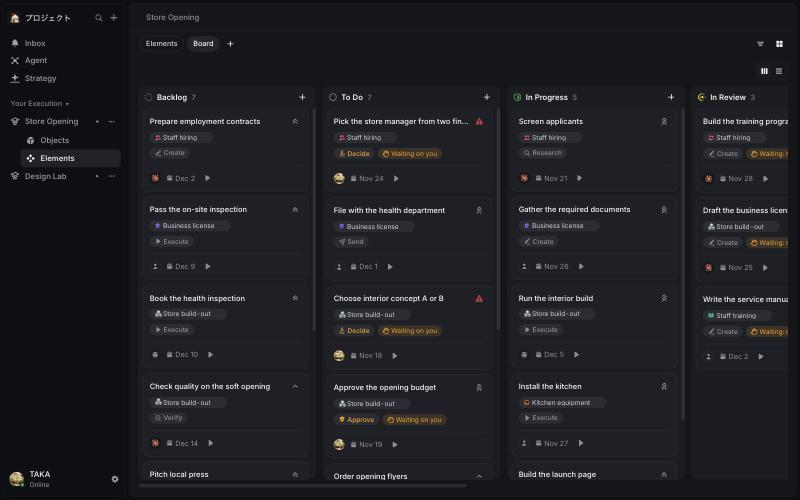 プロジェクト
Inbox
Agent
Strategy
Your Execution
Store Opening
Objects
Elements
Design Lab
TAKA
Online
Store Opening
Elements
Board
Backlog 7
Prepare employment contracts
Staff hiring
Create
Dec 2
Pass the on-site inspection
Business license
Execute
Dec 9
Book the health inspection
Store build-out
Execute
Dec 10
Check quality on the soft opening
Store build-out
Verify
Dec 14
Pitch local press
To Do 7
Pick the store manager from two fin...
Staff hiring
Decide Waiting on you
Nov 24
File with the health department
Business license
Send
Dec 1
Choose interior concept A or B
Store build-out
Decide Waiting on you
Nov 18
Approve the opening budget
Store build-out
Approve Waiting on you
Nov 19
Order opening flyers
In Progress 5
Screen applicants
Staff hiring
Research
Nov 21
Gather the required documents
Business license
Create
Nov 26
Run the interior build
Store build-out
Execute
Dec 5
Install the kitchen
Kitchen equipment
Execute
Nov 27
Build the launch page
In Review 3
Build the training progra
Staff hiring
Create Waiting:
Nov 28
Draft the business licen
Store build-out
Create Waiting:
Nov 25
Write the service manua
Staff training
Create Waiting:
Dec 2